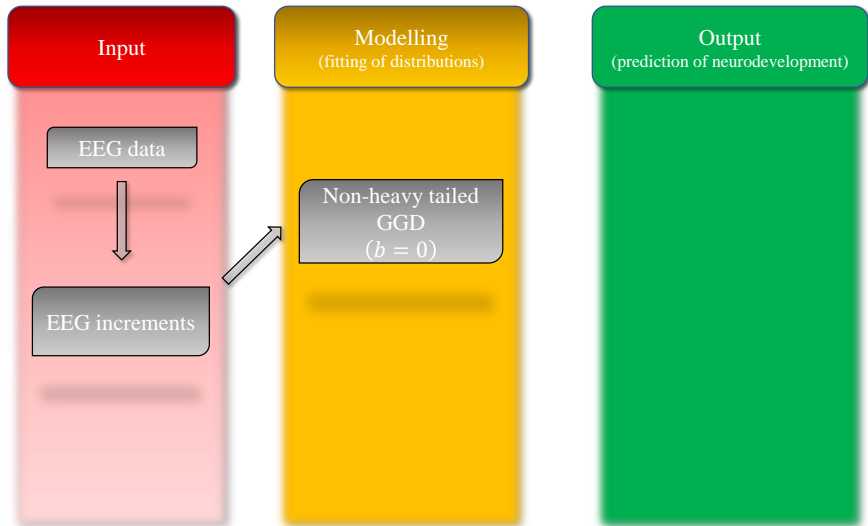 Input
Modelling
(fitting of distributions)
Output
(prediction of neurodevelopment)
EEG data
EEG increments
Non-heavy tailed
GGD
(b = 0)